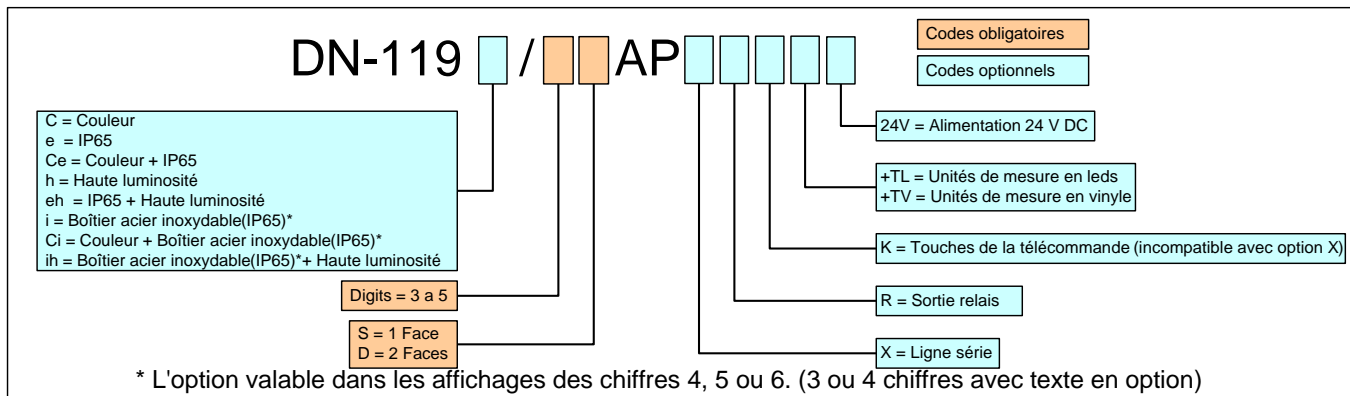 DN-119 / AP
Codes obligatoires
Codes optionnels
C = Couleur
e = IP65
Ce = Couleur + IP65
h = Haute luminosité
eh = IP65 + Haute luminosité
i = Boîtier acier inoxydable(IP65)*
Ci = Couleur + Boîtier acier inoxydable(IP65)*
ih = Boîtier acier inoxydable(IP65)*+ Haute luminosité
Digits = 3 a 5
S = 1 Face
D = 2 Faces
24V = Alimentation 24 V DC
+TL = Unités de mesure en leds
+TV = Unités de mesure en vinyle
K = Touches de la télécommande (incompatible avec option X)
R = Sortie relais
X = Ligne série
* L'option valable dans les affichages des chiffres 4, 5 ou 6. (3 ou 4 chiffres avec texte en option)